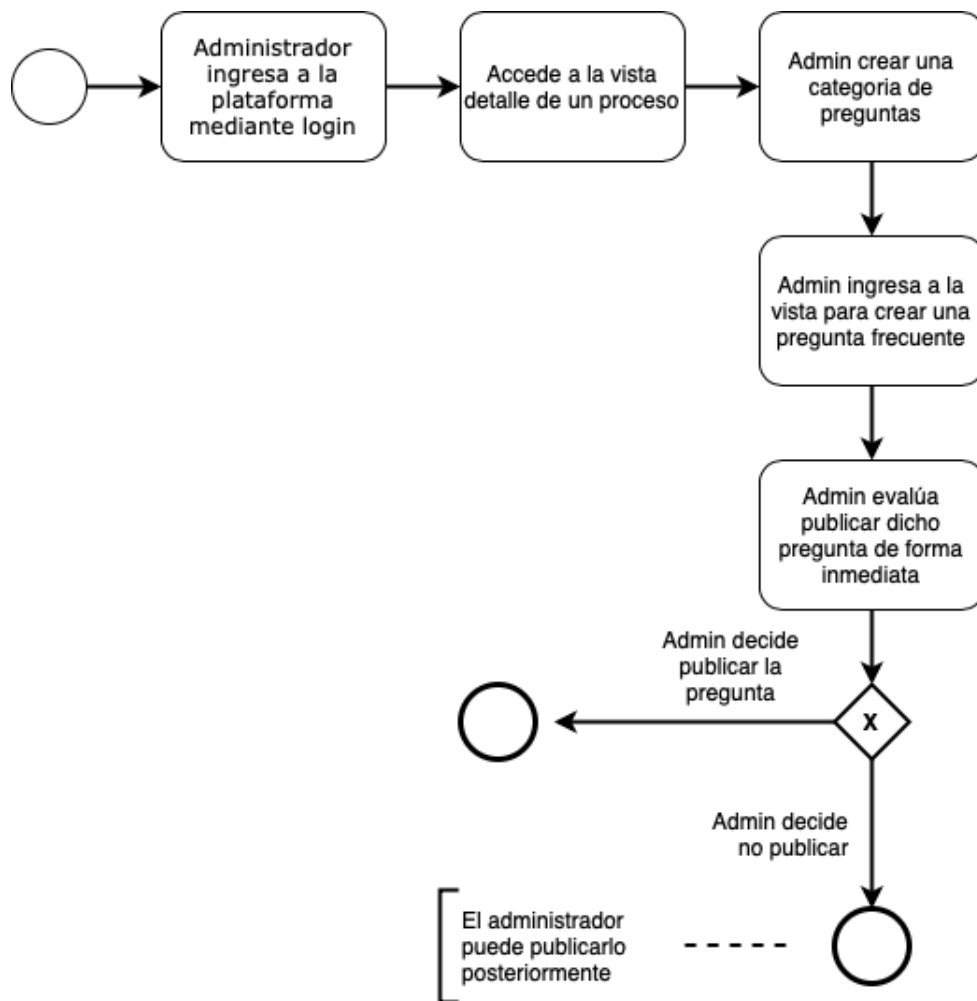 Administrador
ingresa a la
plataforma
mediante login
Accede a la vista
detalle de un proceso
Admin crear una
categoria de
preguntas
Admin ingresa a la
vista para crear una
pregunta frecuente
Admin evalúa
publicar dicho
pregunta de forma
inmediata
Admin decide
publicar la
pregunta
X
Admin decide
no publicar
El administrador
puede publicarlo
posteriormente